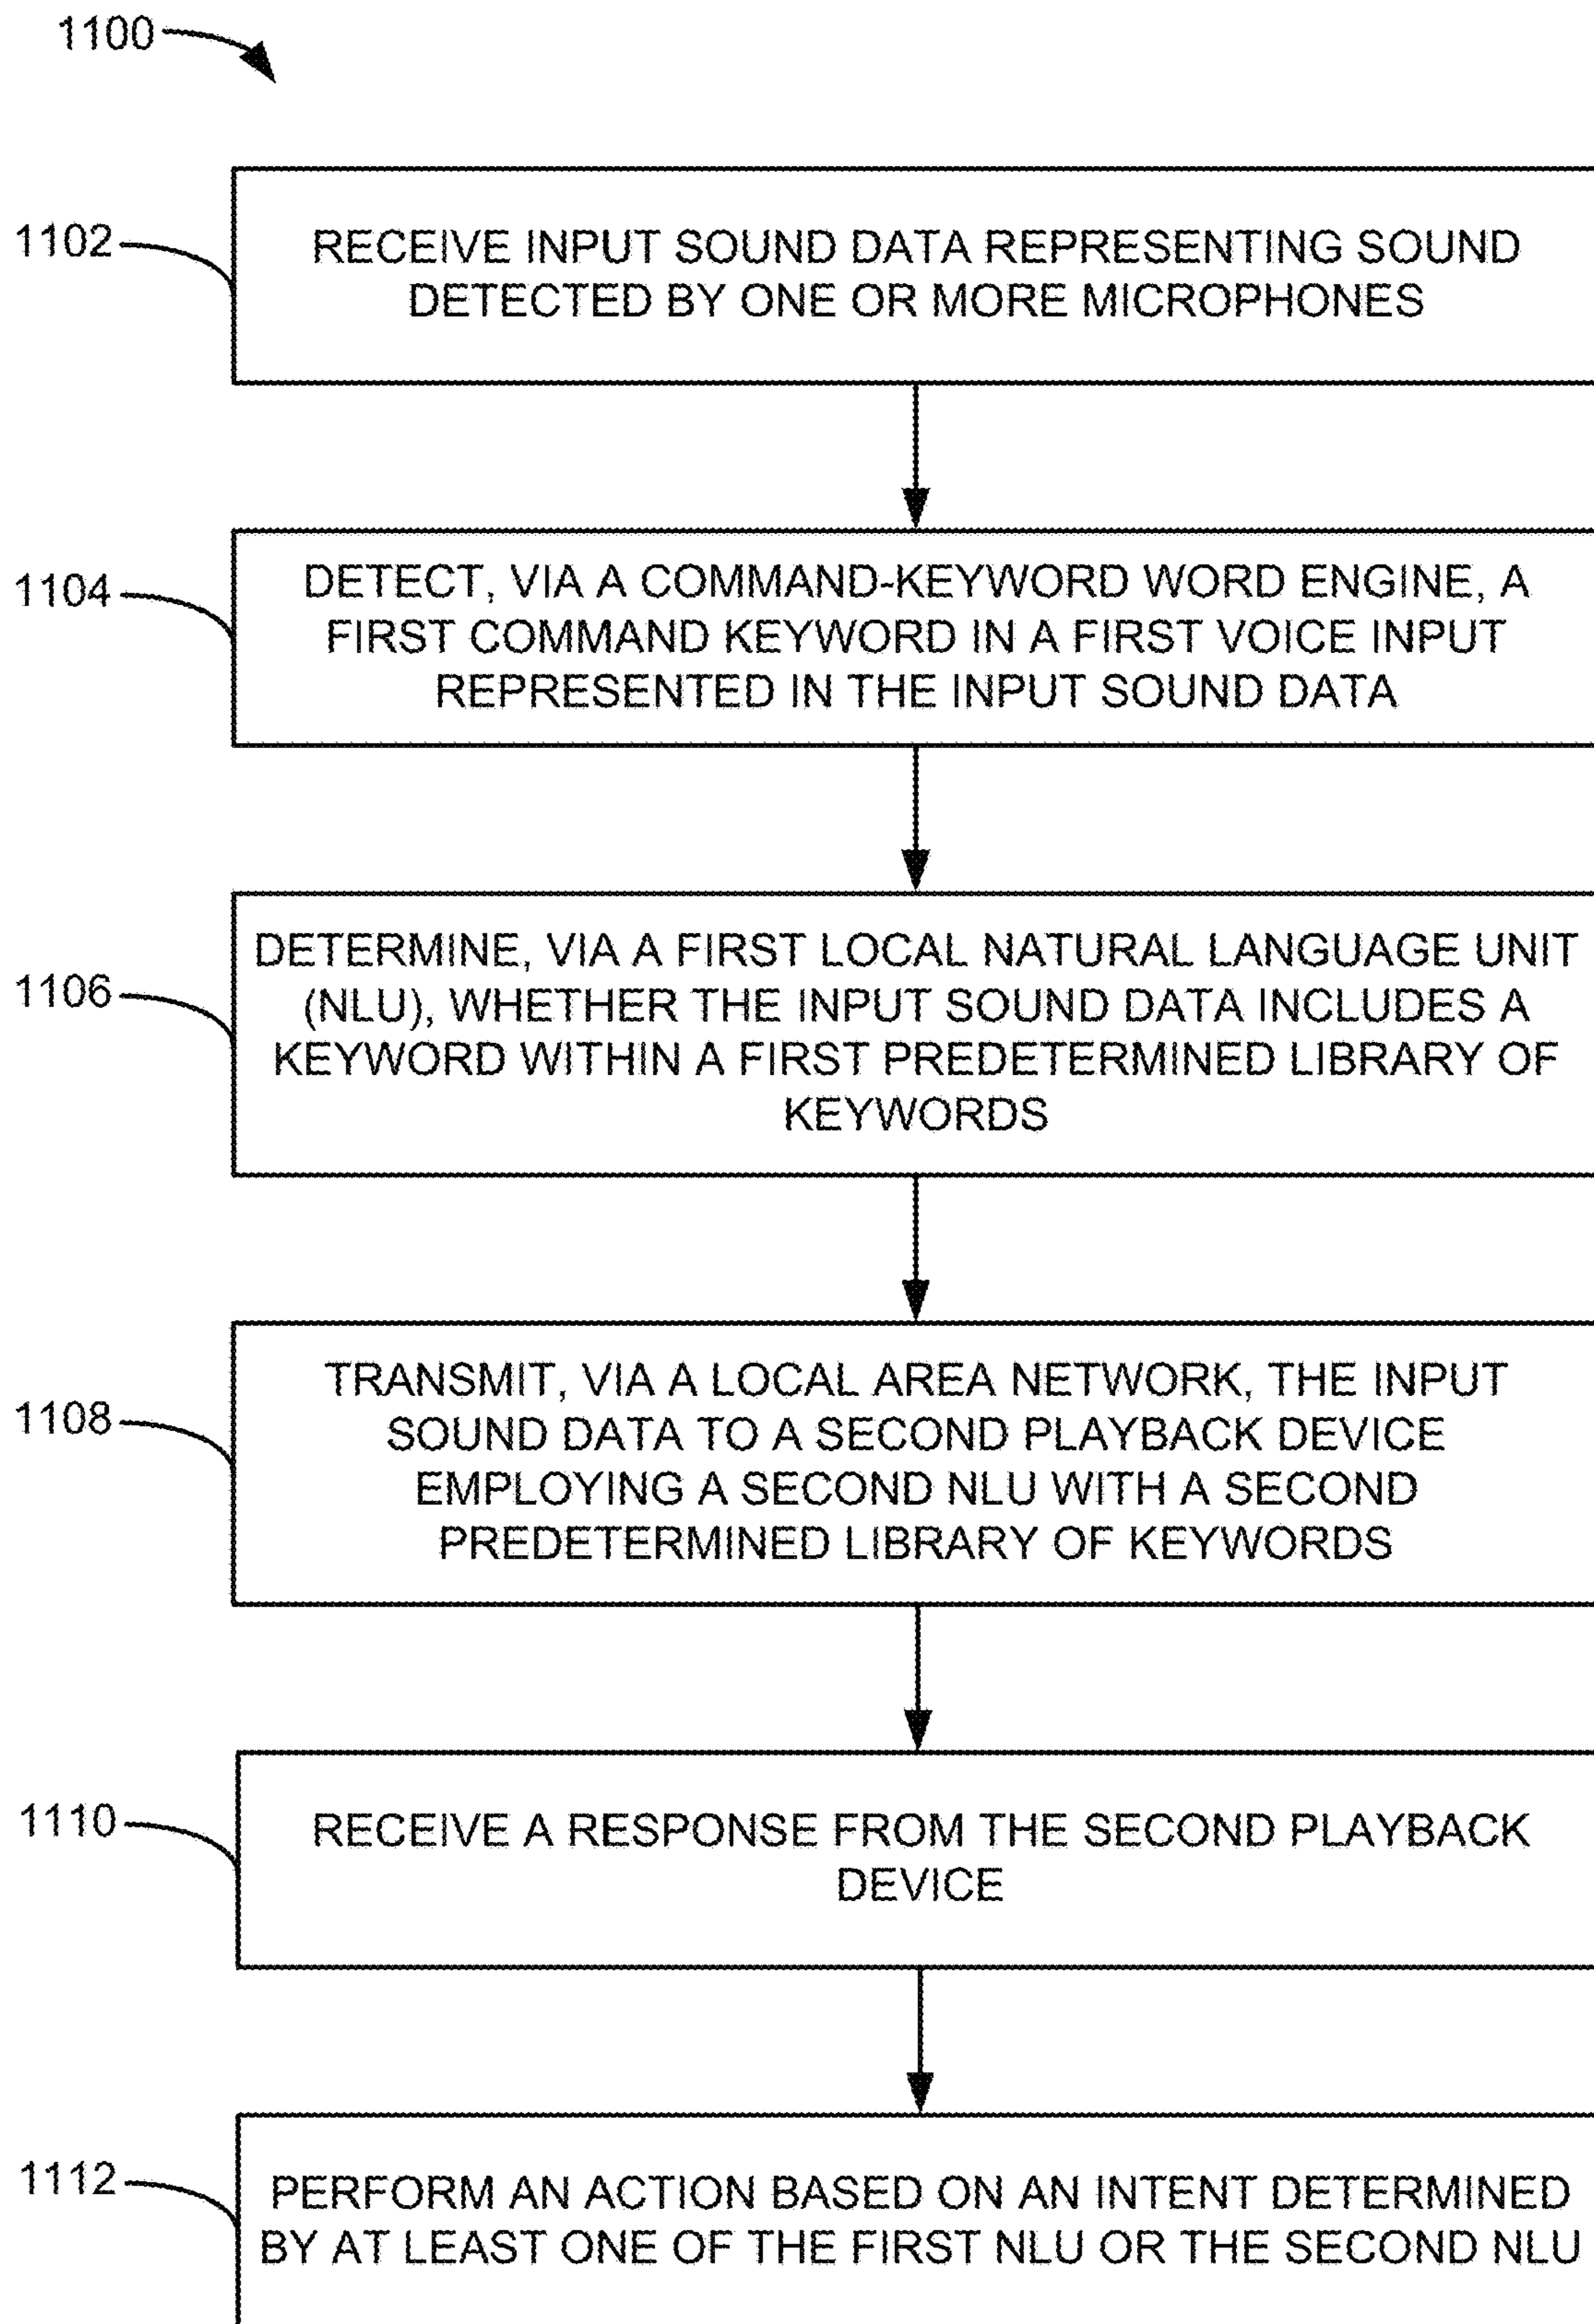 1100
1102
RECEIVE INPUT SOUND DATA REPRESENTING SOUND
DETECTED BY ONE OR MORE MICROPHONES
1104
DETECT, VIA A COMMAND-KEYWORD WORD ENGINE, A
FIRST COMMAND KEYWORD IN A FIRST VOICE INPUT
REPRESENTED IN THE INPUT SOUND DATA
1106
DETERMINE, VIA A FIRST LOCAL NATURAL LANGUAGE UNIT
(NLU), WHETHER THE INPUT SOUND DATA INCLUDES A
KEYWORD WITHIN A FIRST PREDETERMINED LIBRARY OF
KEYWORDS
1108
TRANSMIT, VIA A LOCAL AREA NETWORK, THE INPUT
SOUND DATA TO A SECOND PLAYBACK DEVICE
EMPLOYING A SECOND NLU WITH A SECOND
PREDETERMINED LIBRARY OF KEYWORDS
1110
RECEIVE A RESPONSE FROM THE SECOND PLAYBACK
DEVICE
1112
PERFORM AN ACTION BASED ON AN INTENT DETERMINED
BY AT LEAST ONE OF THE FIRST NLU OR THE SECOND NLU